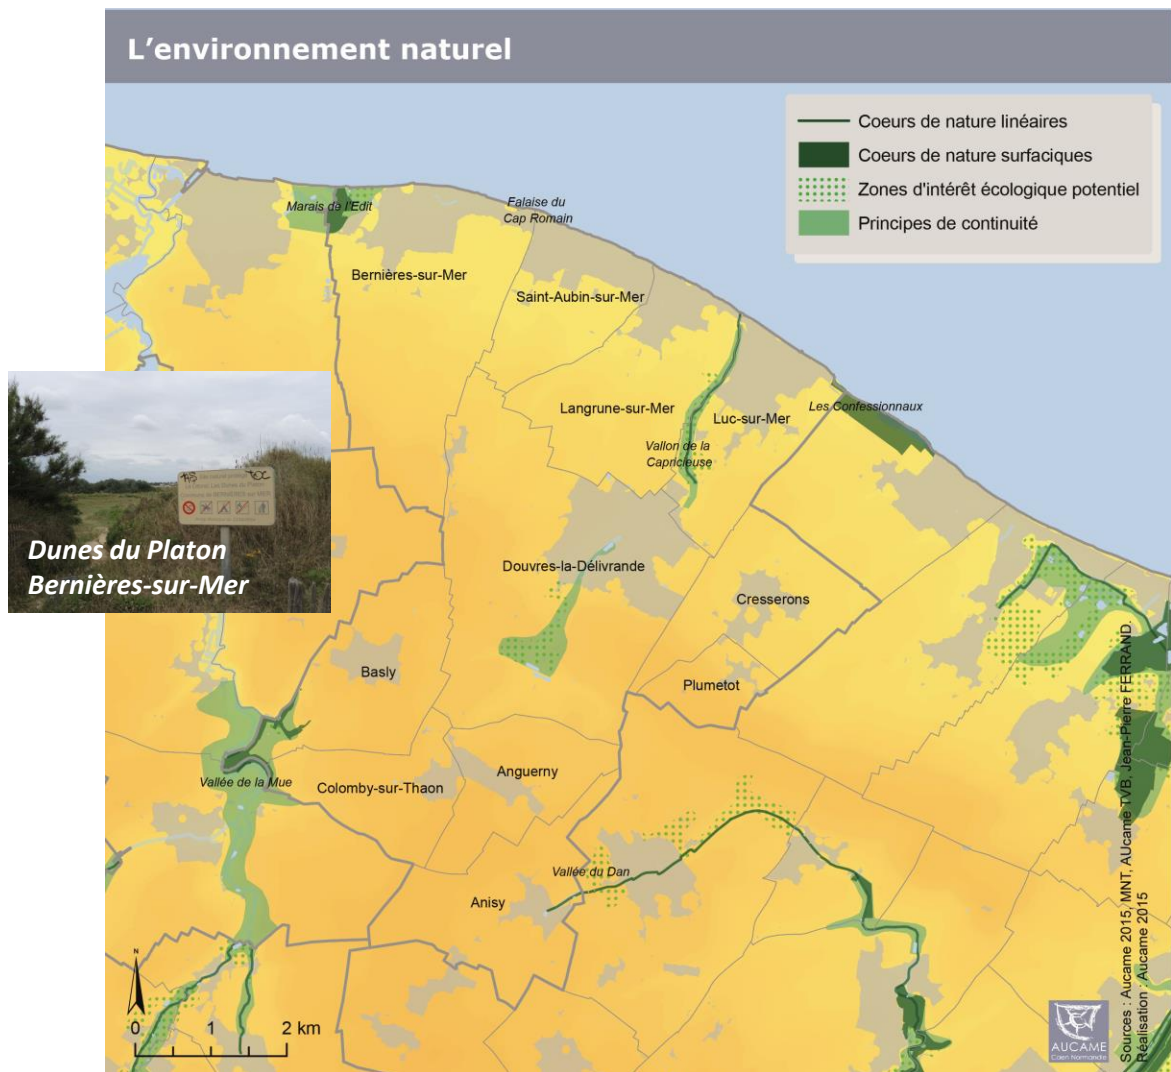 L'environnement naturel
Coeurs de nature linéaires
Coeurs de nature surfaciques
Zones d'intérêt écologique potentiel
Principes de continuité
Marais de l'Edit
Falaise du
Cap Romain
Bernières-sur-Mer
Saint-Aubin-sur-Mer
Langrune-sur-Mer
Luc-sur-Mer
Les Confessionnaux
Vallon de la
Capricieuse
Dunes du Platon
Bernières-sur-Mer
Douvres-la-Délivrande
Cresserons
Basly
Plumetot
Vallée de la Mue
Colomby-sur-Thaon
Anguerny
Vallée du Dan
Anisy
N
0 1 2 km
AUCAME
Caen Normandie
Sources : Aucame 2015, MNT, AUcame TVB, Jean-Pierre FERRAND.
Réalisation : Aucame 2015